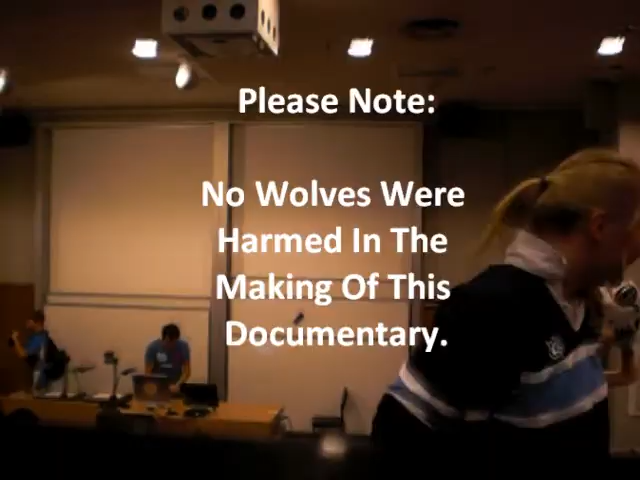 Please Note:
No Wolves Were
Harmed In The
Making Of This
Documentary.